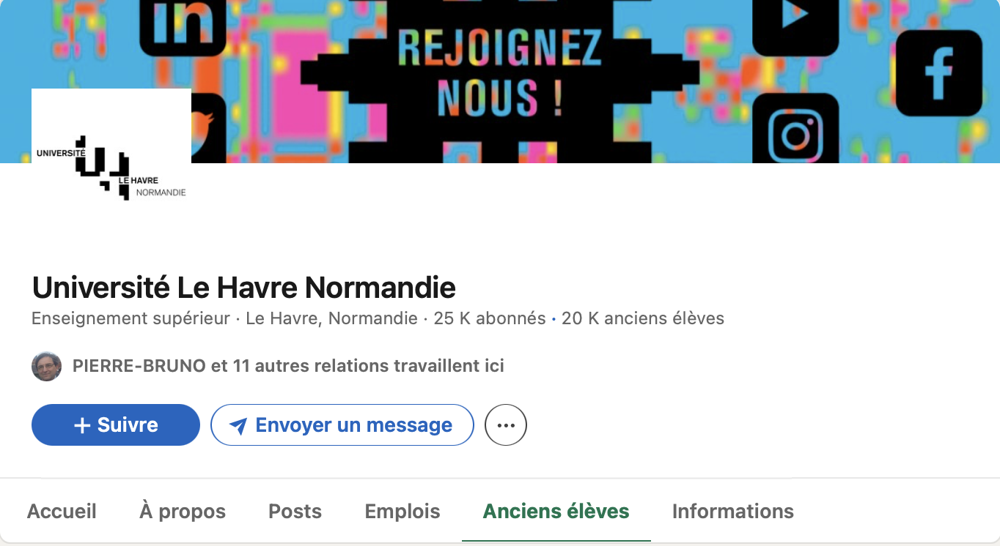 in
REJOIGNEZ
NOUS !
f
UNIVERSITÉ
LE HAVRE
NORMANDIE
Université Le Havre Normandie
Enseignement supérieur · Le Havre, Normandie · 25 K abonnés • 20 K anciens élèves
PIERRE-BRUNO et 11 autres relations travaillent ici
+ Suivre Envoyer un message ...
Accueil À propos Posts Emplois Anciens élèves Informations